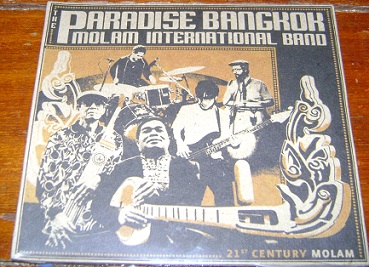 THE PARADISE BANGKOK
MOLAM INTERNATIONAL BAND
21ST CENTURY MOLAM